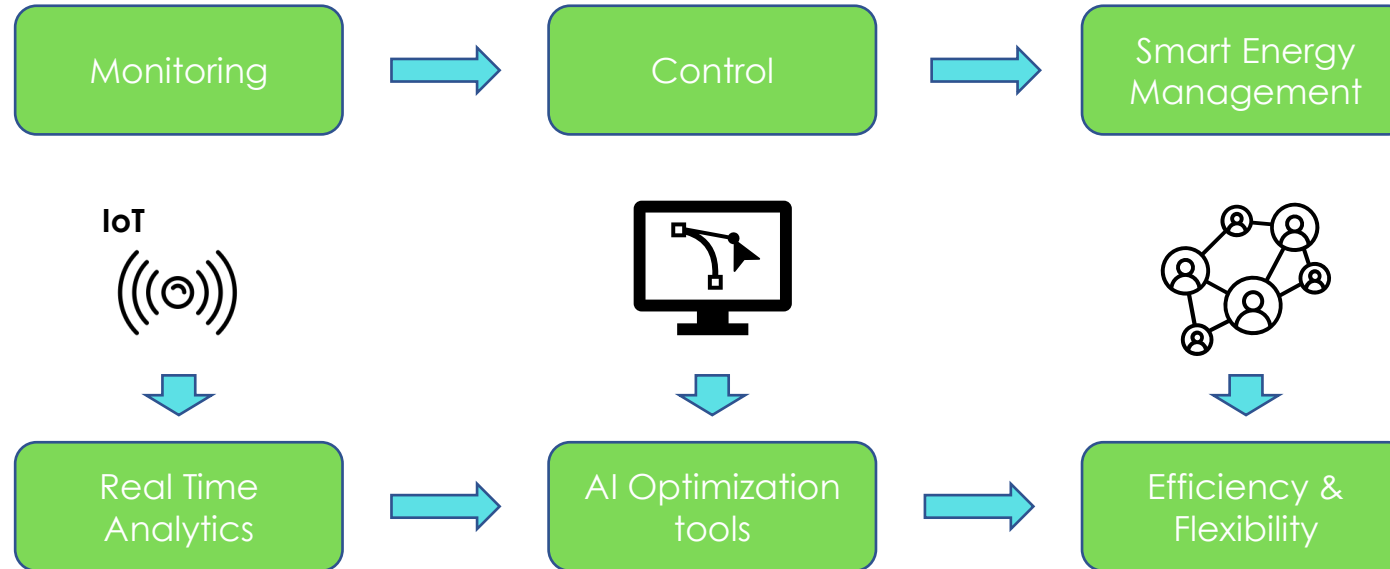 Monitoring
Control
Smart Energy
Management
IoT
Real Time
Analytics
AI Optimization
tools
Efficiency &
Flexibility